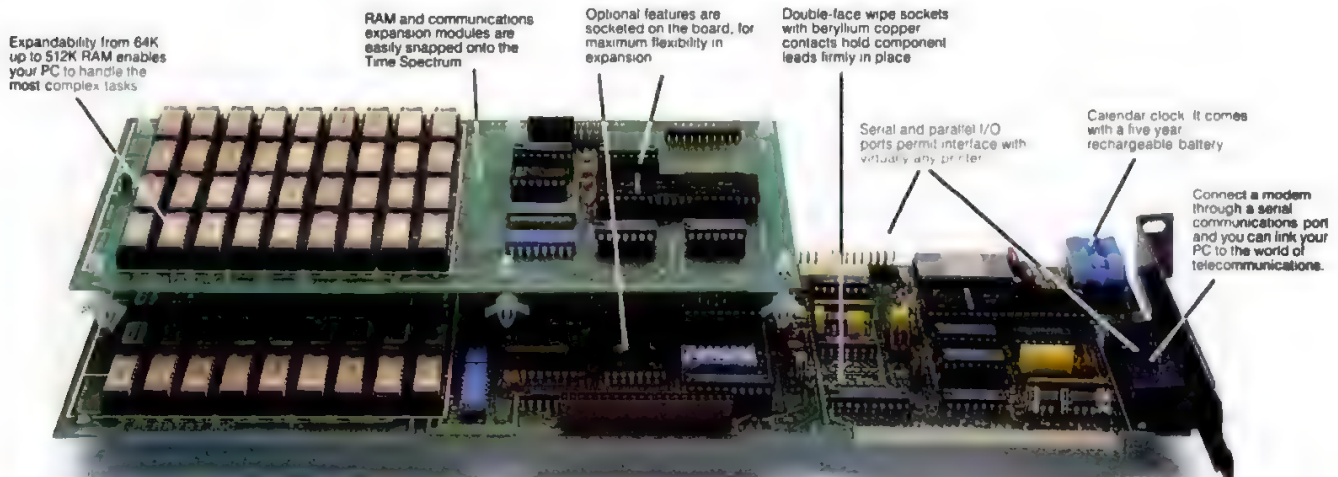 Expandability from 64K
up to 512K RAM enables
your PC to handle the
most complex tasks
RAM and communications
expansion modules are
easily snapped onto the
Time Spectrum
Optional features are
socketed on the board, for
maximum flexibility in
expansion
Double-face wipe sockets
with beryllium copper
contacts hold component
leads firmly in place
Serial and parallel I/O
ports permit interface with
virtually any printer
Calendar clock. It comes
with a five year
rechargeable battery
Connect a modem
through a serial
communications port
and you can link your
PC to the world of
telecommunications.